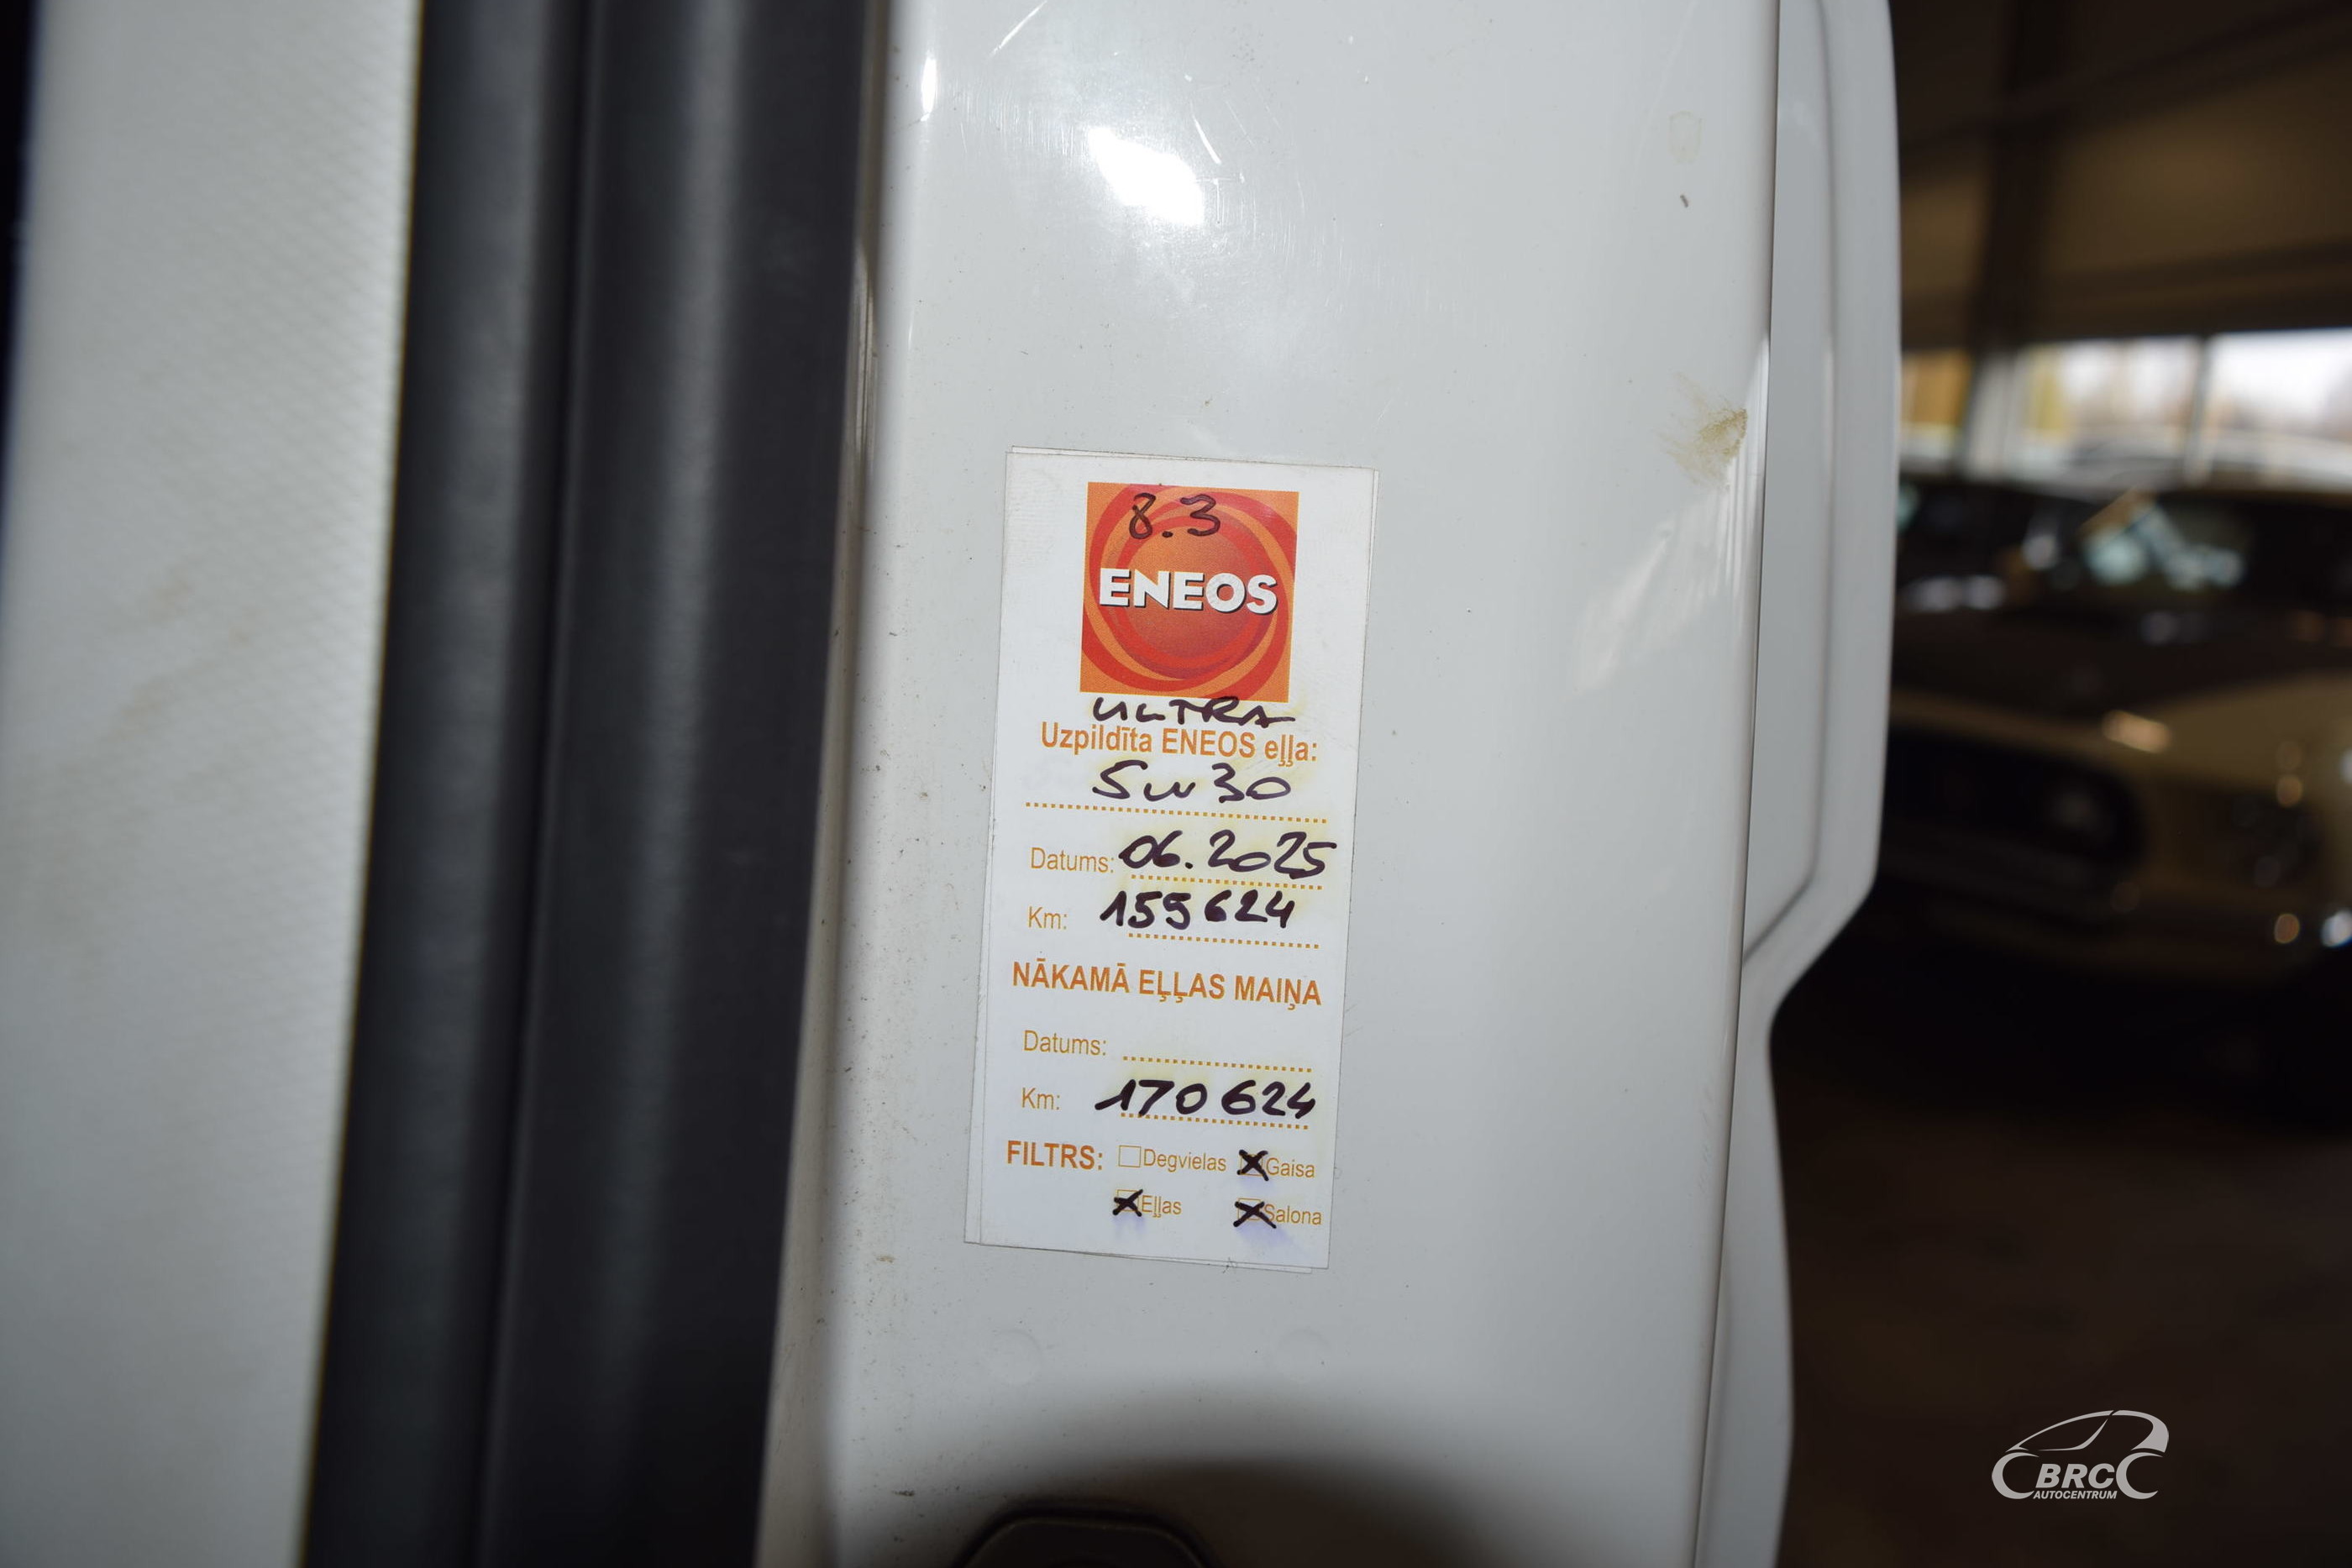 8.3
ENEOS
ULTRA
Uzpildīta ENEOS eļļa:
5w30
Datums: 06.2025
Km: 155624
NĀKAMĀ EĻĻAS MAIŅA
Datums:
Km: 170624
FILTRS: Degvielas Gaisa
Eļļas Salona
BRC
AUTOCENTRUM